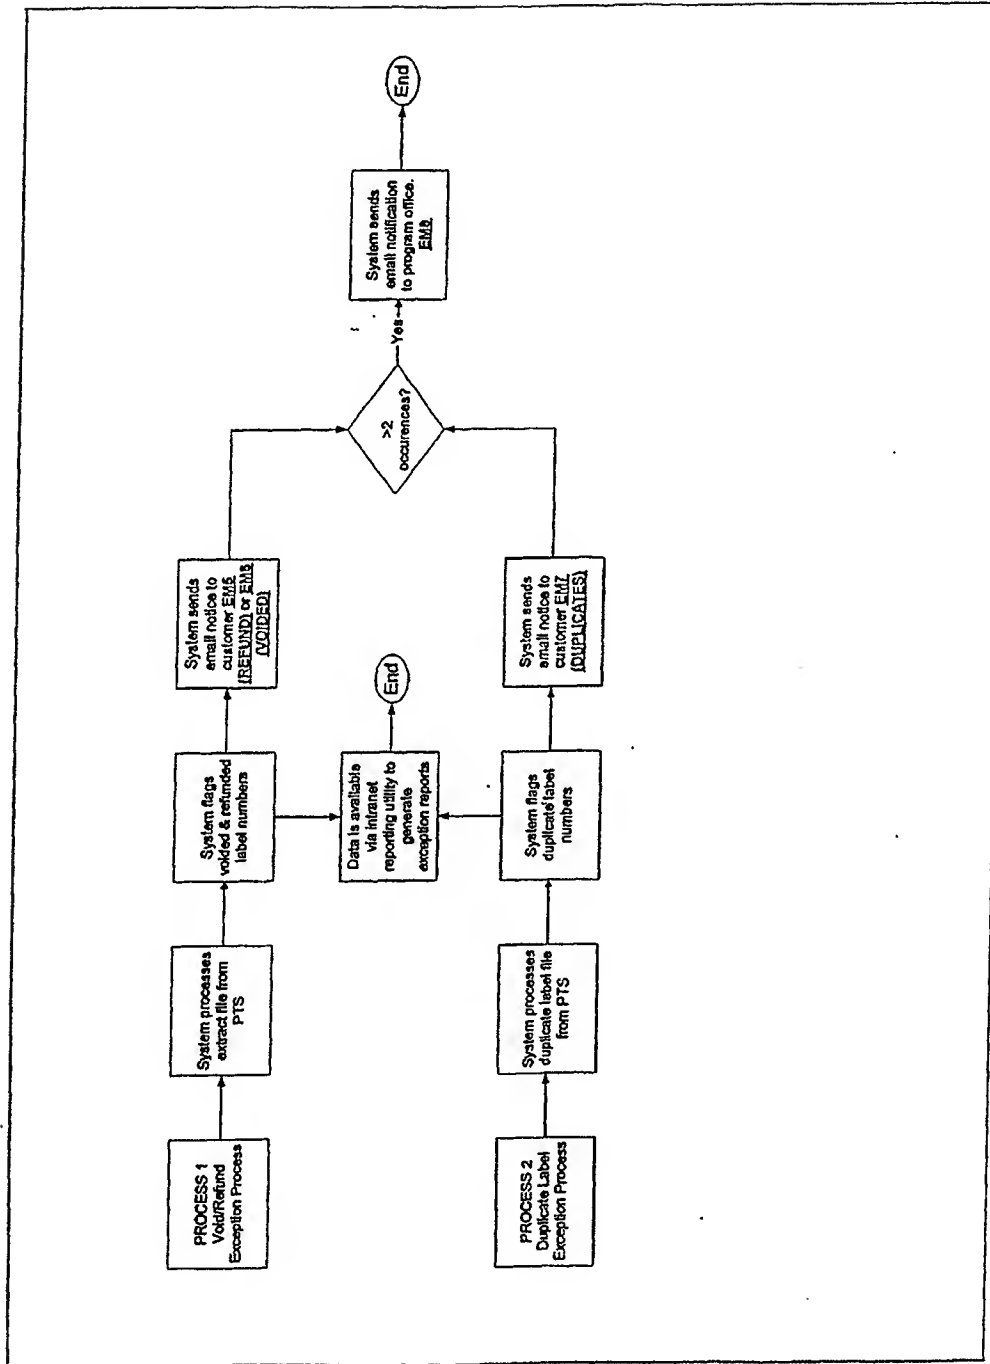 PROCESS 1
Void/Refund
Exception Process
System processes
extract file from
PTS
System flags
voided & refunded
label numbers
System sends
email notice to
customer EM5
(REFUND) or EM6
(VOIDED)
Data is available
via intranet
reporting utility to
generate
exception reports
End
PROCESS 2
Duplicate Label
Exception Process
System processes
duplicate label file
from PTS
System flags
duplicate label
numbers
System sends
email notice to
customer EM7
(DUPLICATES)
>2
occurences?
Yes
System sends
email notification
to program office.
EM8
End